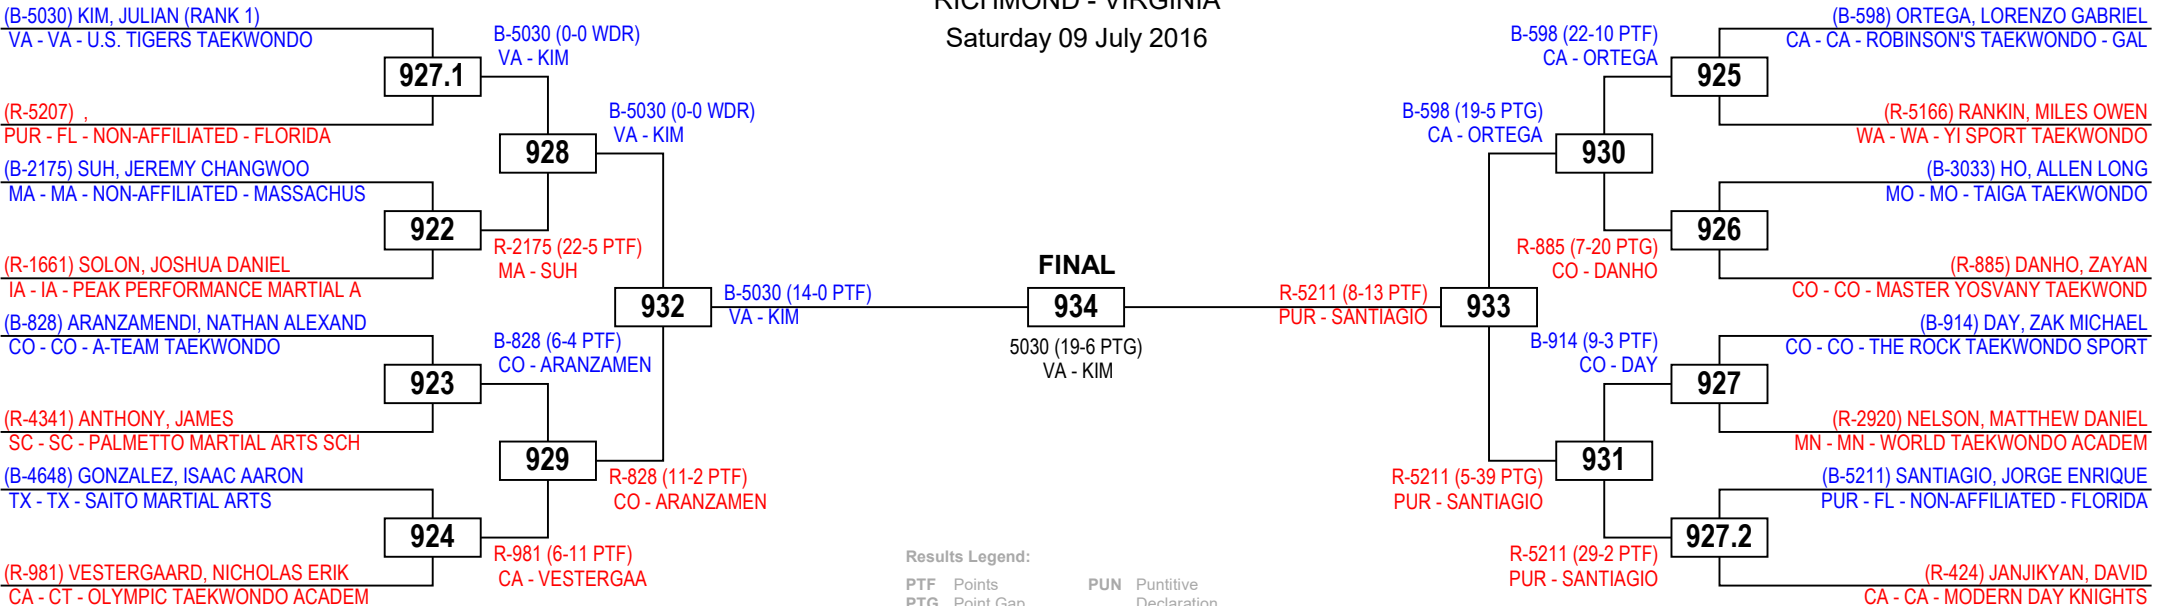 RICHMOND - VIRGINIA
Saturday 09 July 2016
(B-5030) KIM, JULIAN (RANK 1)
VA - VA - U.S. TIGERS TAEKWONDO
927.1
(R-5207) ,
PUR - FL - NON-AFFILIATED - FLORIDA
B-5030 (0-0 WDR)
VA - KIM
(B-2175) SUH, JEREMY CHANGWOO
MA - MA - NON-AFFILIATED - MASSACHUS
922
(R-1661) SOLON, JOSHUA DANIEL
IA - IA - PEAK PERFORMANCE MARTIAL A
R-2175 (22-5 PTF)
MA - SUH
928
B-5030 (0-0 WDR)
VA - KIM
(B-828) ARANZAMENDI, NATHAN ALEXAND
CO - CO - A-TEAM TAEKWONDO
923
(R-4341) ANTHONY, JAMES
SC - SC - PALMETTO MARTIAL ARTS SCH
B-828 (6-4 PTF)
CO - ARANZAMEN
(B-4648) GONZALEZ, ISAAC AARON
TX - TX - SAITO MARTIAL ARTS
924
(R-981) VESTERGAARD, NICHOLAS ERIK
CA - CT - OLYMPIC TAEKWONDO ACADEM
R-981 (6-11 PTF)
CA - VESTERGAA
929
R-828 (11-2 PTF)
CO - ARANZAMEN
932
B-5030 (14-0 PTF)
VA - KIM
FINAL
934
5030 (19-6 PTG)
VA - KIM
R-5211 (8-13 PTF)
PUR - SANTIAGIO
933
B-598 (19-5 PTG)
CA - ORTEGA
930
B-598 (22-10 PTF)
CA - ORTEGA
925
(B-598) ORTEGA, LORENZO GABRIEL
CA - CA - ROBINSON'S TAEKWONDO - GAL
(R-5166) RANKIN, MILES OWEN
WA - WA - YI SPORT TAEKWONDO
R-885 (7-20 PTG)
CO - DANHO
926
(B-3033) HO, ALLEN LONG
MO - MO - TAIGA TAEKWONDO
(R-885) DANHO, ZAYAN
CO - CO - MASTER YOSVANY TAEKWOND
R-5211 (5-39 PTG)
PUR - SANTIAGIO
931
B-914 (9-3 PTF)
CO - DAY
927
(B-914) DAY, ZAK MICHAEL
CO - CO - THE ROCK TAEKWONDO SPORT
(R-2920) NELSON, MATTHEW DANIEL
MN - MN - WORLD TAEKWONDO ACADEM
R-5211 (29-2 PTF)
PUR - SANTIAGIO
927.2
(B-5211) SANTIAGIO, JORGE ENRIQUE
PUR - FL - NON-AFFILIATED - FLORIDA
(R-424) JANJIKYAN, DAVID
CA - CA - MODERN DAY KNIGHTS
Results Legend:
PTF Points PUN Puntitive
PTG Point Gap Declaration